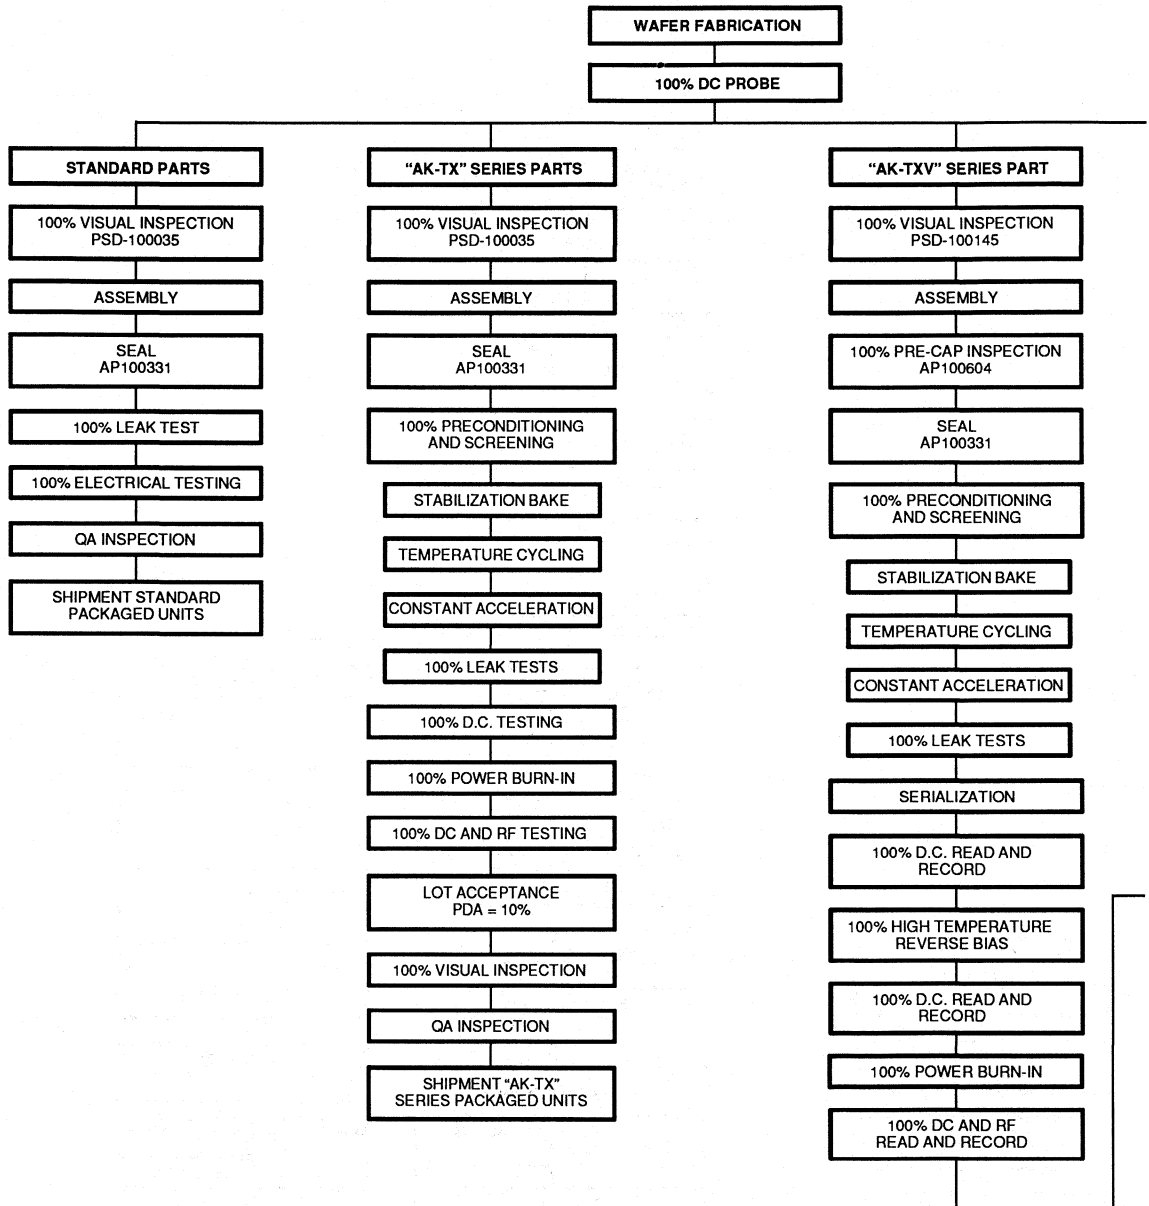 WAFER FABRICATION
100% DC PROBE
STANDARD PARTS
100% VISUAL INSPECTION
PSD-100035
ASSEMBLY
SEAL
AP100331
100% LEAK TEST
100% ELECTRICAL TESTING
QA INSPECTION
SHIPMENT STANDARD
PACKAGED UNITS
“AK-TX” SERIES PARTS
100% VISUAL INSPECTION
PSD-100035
ASSEMBLY
SEAL
AP100331
100% PRECONDITIONING
AND SCREENING
STABILIZATION BAKE
TEMPERATURE CYCLING
CONSTANT ACCELERATION
100% LEAK TESTS
100% D.C. TESTING
100% POWER BURN-IN
100% DC AND RF TESTING
LOT ACCEPTANCE
PDA = 10%
100% VISUAL INSPECTION
QA INSPECTION
SHIPMENT “AK-TX”
SERIES PACKAGED UNITS
“AK-TXV” SERIES PART
100% VISUAL INSPECTION
PSD-100145
ASSEMBLY
100% PRE-CAP INSPECTION
AP100604
SEAL
AP100331
100% PRECONDITIONING
AND SCREENING
STABILIZATION BAKE
TEMPERATURE CYCLING
CONSTANT ACCELERATION
100% LEAK TESTS
SERIALIZATION
100% D.C. READ AND
RECORD
100% HIGH TEMPERATURE
REVERSE BIAS
100% D.C. READ AND
RECORD
100% POWER BURN-IN
100% DC AND RF
READ AND RECORD